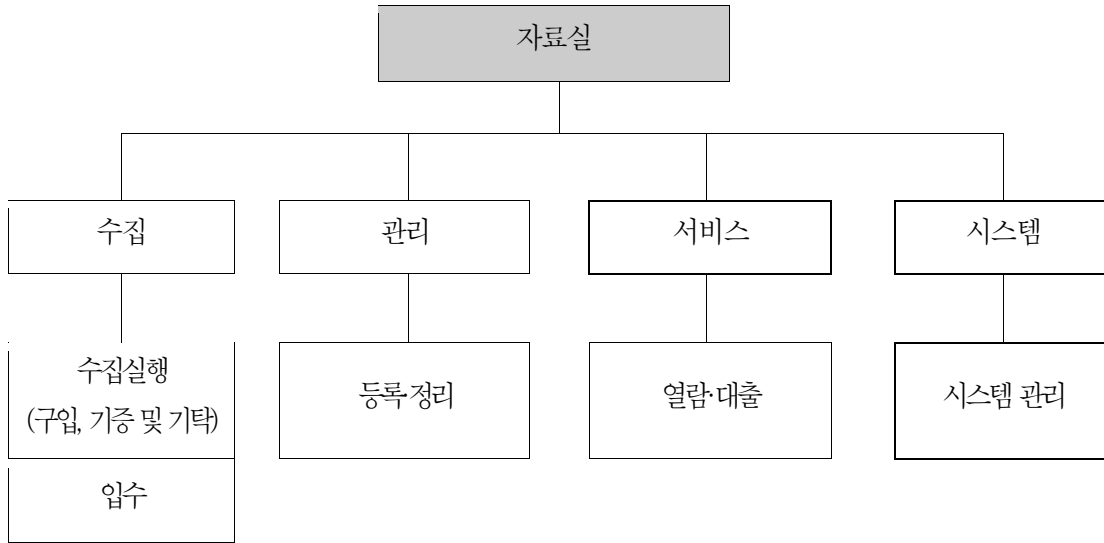 자료실
수집
관리
서비스
시스템
수집실행
(구입, 기증 및 기탁)
등록·정리
열람·대출
시스템 관리
입수